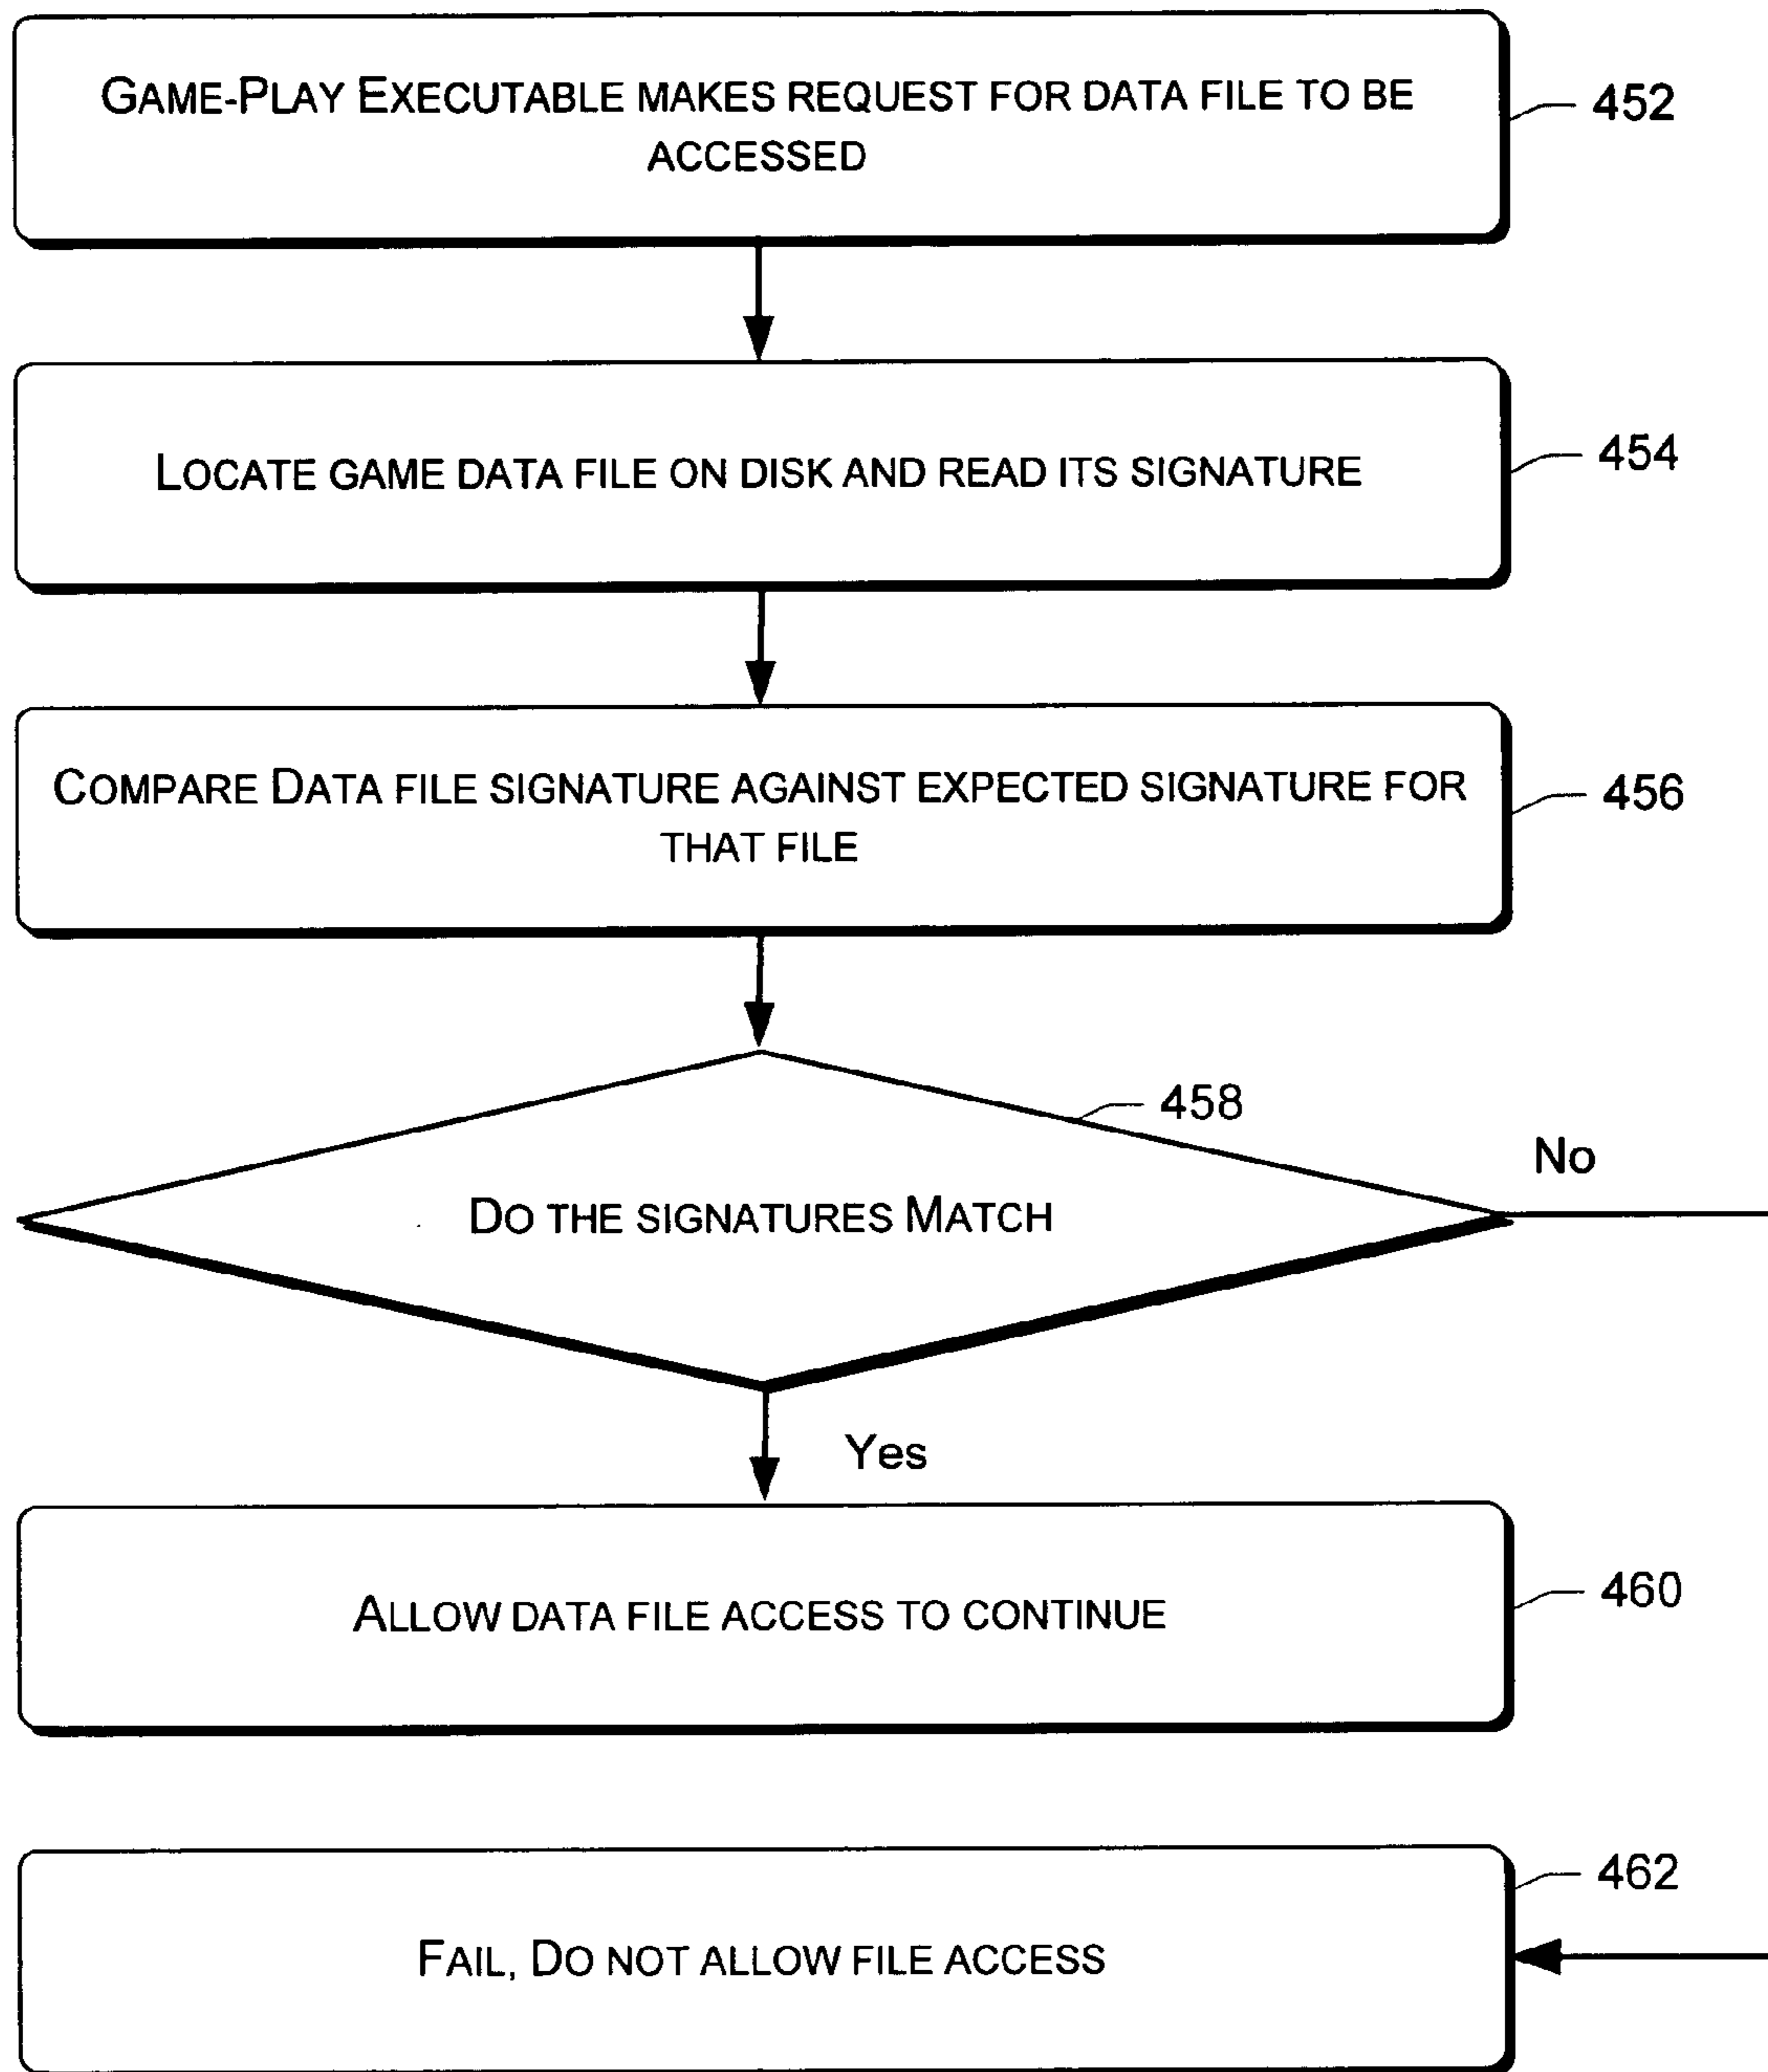 GAME-PLAY EXECUTABLE MAKES REQUEST FOR DATA FILE TO BE
ACCESSED
452
LOCATE GAME DATA FILE ON DISK AND READ ITS SIGNATURE
454
COMPARE DATA FILE SIGNATURE AGAINST EXPECTED SIGNATURE FOR
THAT FILE
456
458
No
DO THE SIGNATURES MATCH
Yes
ALLOW DATA FILE ACCESS TO CONTINUE
460
FAIL, DO NOT ALLOW FILE ACCESS
462